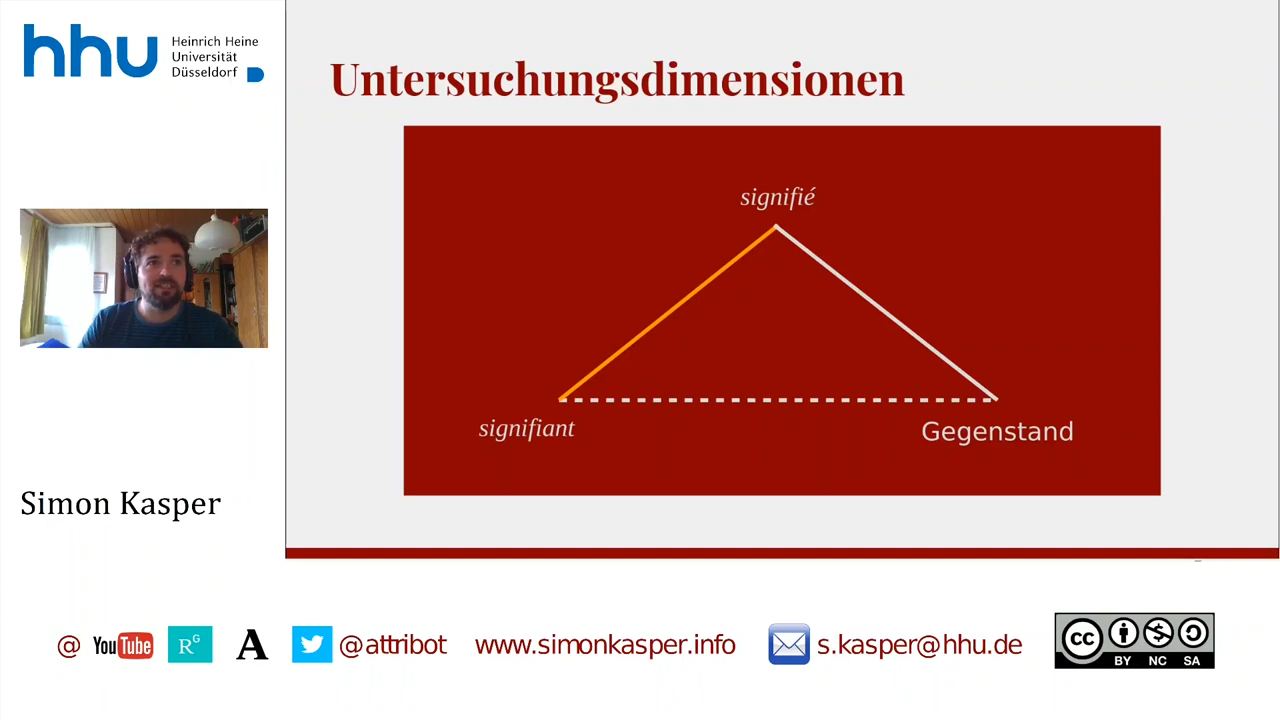 hhu
Heinrich Heine
Universität
Düsseldorf
Untersuchungsdimensionen
signifié
signifiant
Gegenstand
Simon Kasper
@ YouTube RG A @attribot www.simonkasper.info s.kasper@hhu.de
cc BY NC SA